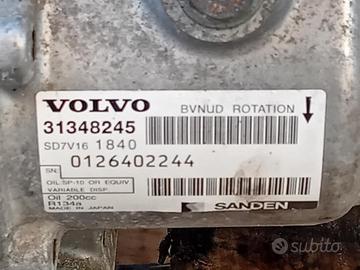 VOLVO
BVNUD ROTATION
31348245
SD7V16 1840
0126402244
SN.
OIL:SP-10 OR EQUIV.
VARIABLE DISP.
Oil 200cc
R134a
MADE IN JAPAN
SANDEN
subito